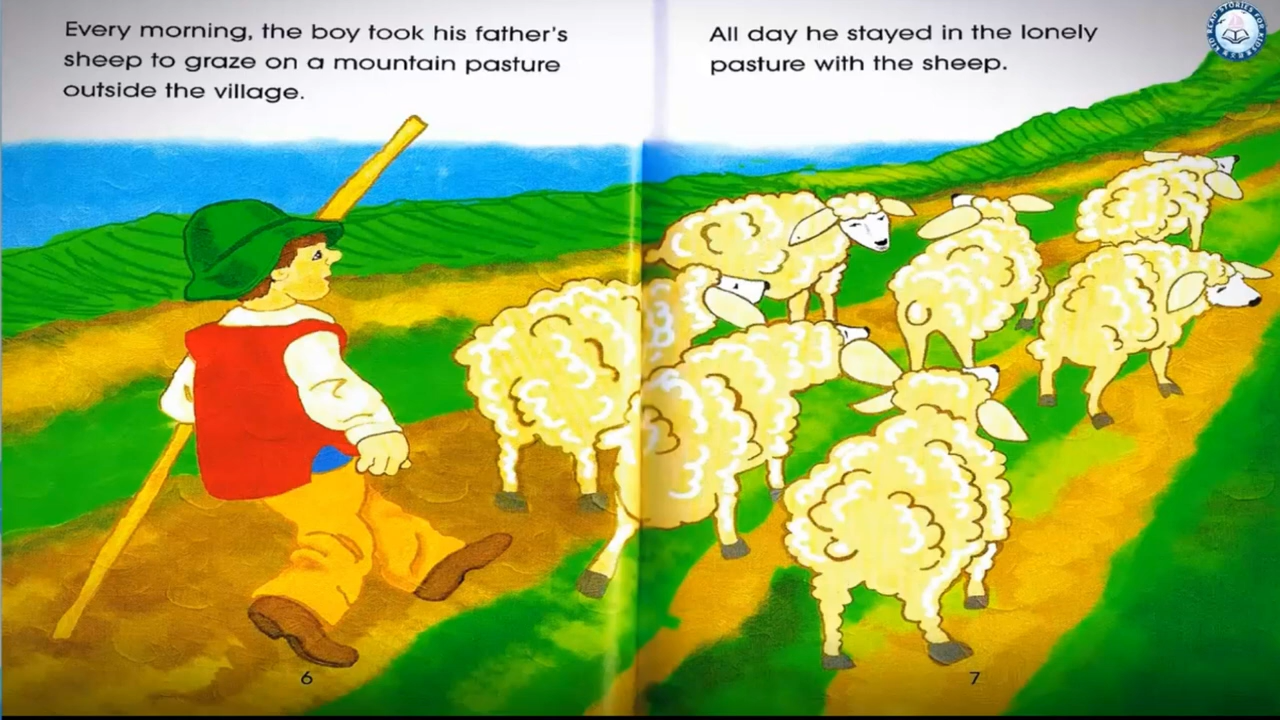 Every morning, the boy took his father's
sheep to graze on a mountain pasture
outside the village.
All day he stayed in the lonely
pasture with the sheep.
6
7